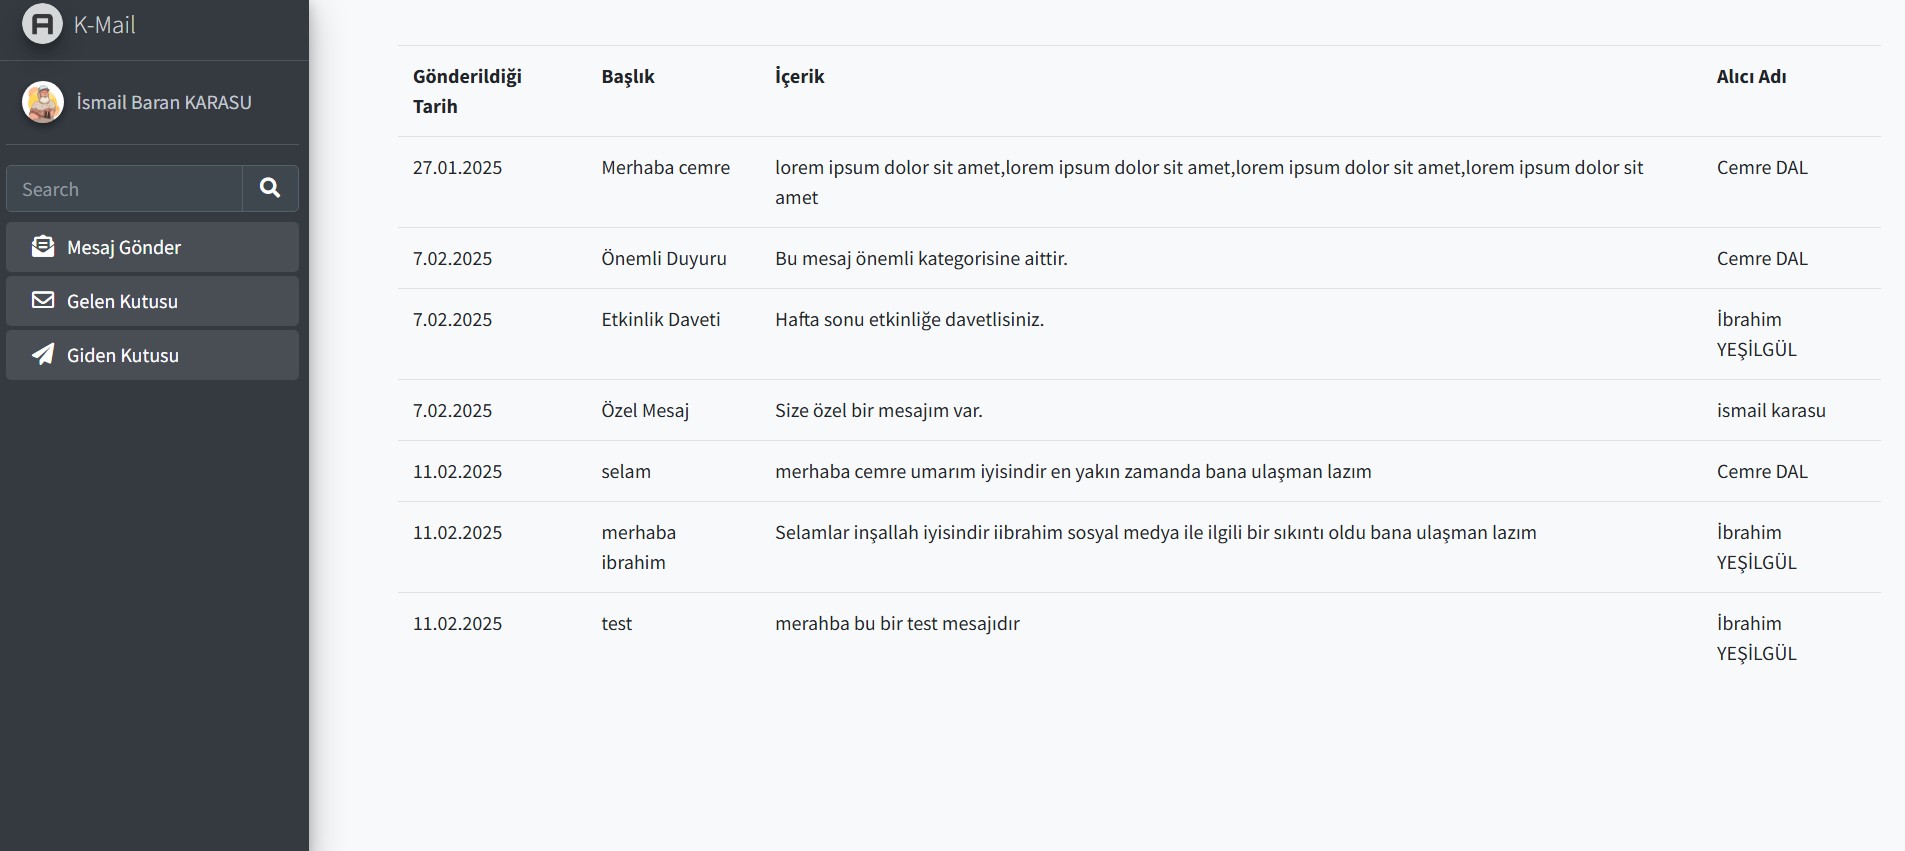 K-Mail
İsmail Baran KARASU
Search
Mesaj Gönder
Gelen Kutusu
Giden Kutusu
Gönderildiği Başlık İçerik Alıcı Adı
Tarih
27.01.2025 Merhaba cemre lorem ipsum dolor sit amet,lorem ipsum dolor sit amet,lorem ipsum dolor sit amet,lorem ipsum dolor sit Cemre DAL
amet
7.02.2025 Önemli Duyuru Bu mesaj önemli kategorisine aittir. Cemre DAL
7.02.2025 Etkinlik Daveti Hafta sonu etkinliğe davetlisiniz. İbrahim
YEŞİLGÜL
7.02.2025 Özel Mesaj Size özel bir mesajım var. ismail karasu
11.02.2025 selam merhaba cemre umarım iyisindir en yakın zamanda bana ulaşman lazım Cemre DAL
11.02.2025 merhaba Selamlar inşallah iyisindir iibrahim sosyal medya ile ilgili bir sıkıntı oldu bana ulaşman lazım İbrahim
ibrahim YEŞİLGÜL
11.02.2025 test merahba bu bir test mesajıdır İbrahim
YEŞİLGÜL